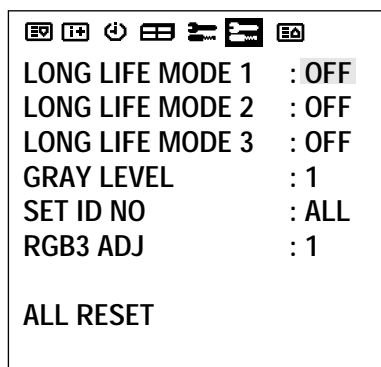 LONG LIFE MODE 1 : OFF
LONG LIFE MODE 2 : OFF
LONG LIFE MODE 3 : OFF
GRAY LEVEL : 1
SET ID NO : ALL
RGB3 ADJ : 1
ALL RESET